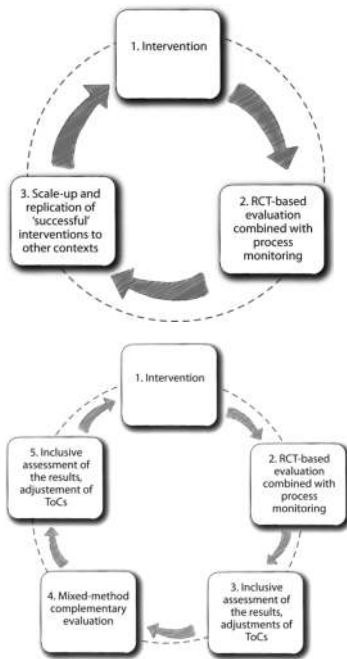 1. Intervention
2. RCT-based
evaluation
combined with
process
monitoring
3. Scale-up and
replication of
'successful'
interventions to
other contexts
1. Intervention
2. RCT-based
evaluation
combined with
process
monitoring
3. Inclusive
assessment of
the results,
adjustments of
ToCs
4. Mixed-method
complementary
evaluation
5. Inclusive
assessment of
the results,
adjustement of
ToCs